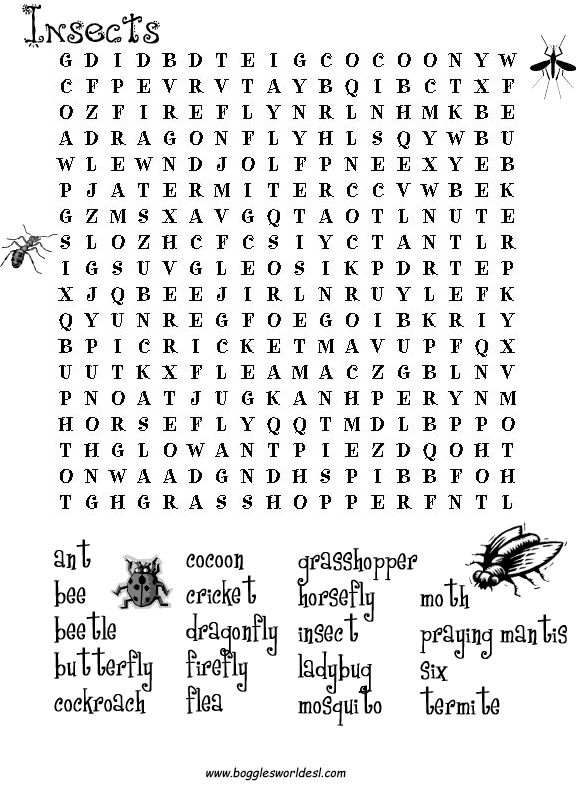 Insects
G D I D B D T E I G C O C O O N Y W
C F P E V R V T A Y B Q I B C T X F
O Z F I R E F L Y N R L N H M K B E
A D R A G O N F L Y H L S Q Y W B U
W L E W N D J O L F P N E E X Y E B
P J A T E R M I T E R C C V W B E K
G Z M S X A V G Q T A O T L N U T E
S L O Z H C F C S I Y C T A N T L R
I G S U V G L E O S I K P D R T E P
X J Q B E E J I R L N R U Y L E F K
Q Y U N R E G F O E G O I B K R I Y
B P I C R I C K E T M A V U P F Q X
U U T K X F L E A M A C Z G B L N V
P N O A T J U G K A N H P E R Y N M
H O R S E F L Y Q Q T M D L B P P O
T H G L O W A N T P I E Z D Q O H T
O N W A A D G N D H S P I B B F O H
T G H G R A S S H O P P E R F N T L
ant cocoon grasshopper
bee cricket horsefly moth
beetle dragonfly insect praying mantis
butterfly firefly ladybug six
cockroach flea mosquito termite
www.bogglesworldesl.com